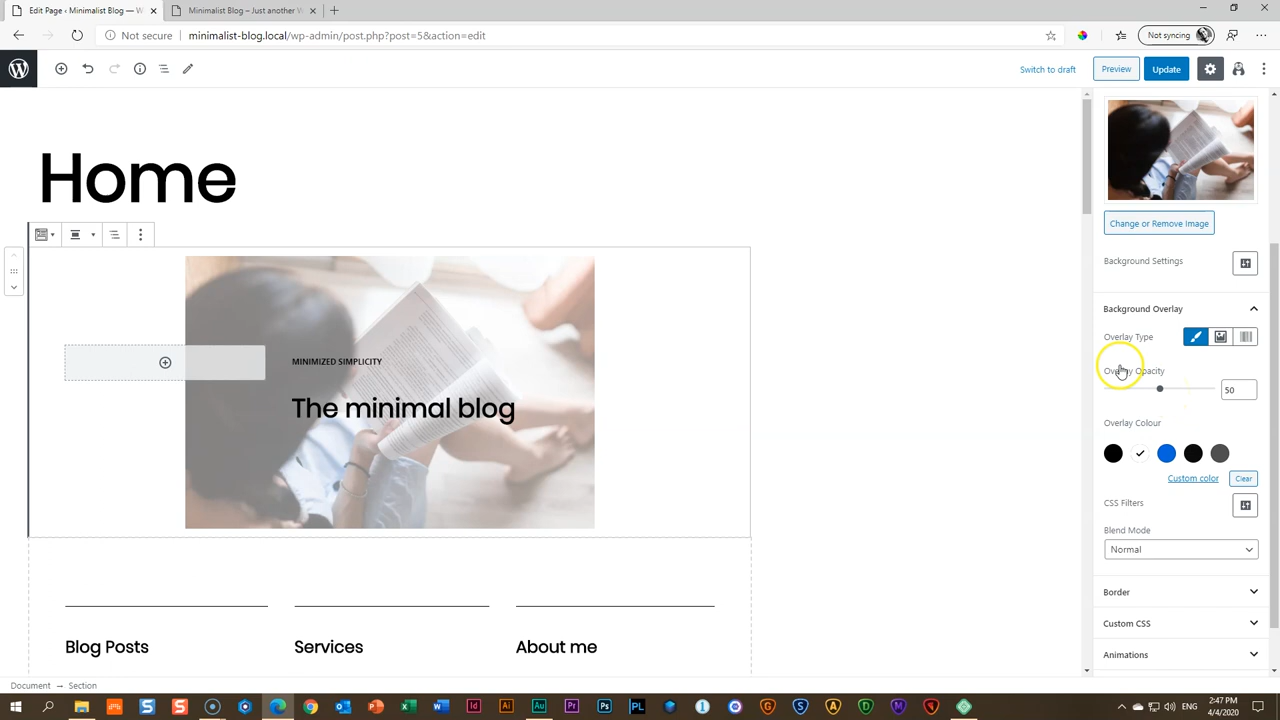 Edit Page ‹ Minimalist Blog — W
Minimalist Blog – Just another W
Not secure
minimalist-blog.local/wp-admin/post.php?post=5&action=edit
Not syncing
Switch to draft
Preview
Update
Home
Change or Remove Image
Background Settings
Background Overlay
Overlay Type
Overlay Opacity
50
MINIMIZED SIMPLICITY
The minimal blog
Overlay Colour
Custom color
Clear
CSS Filters
Blend Mode
Normal
Border
Custom CSS
Animations
Blog Posts
Services
About me
Document → Section
2:47 PM
4/4/2020